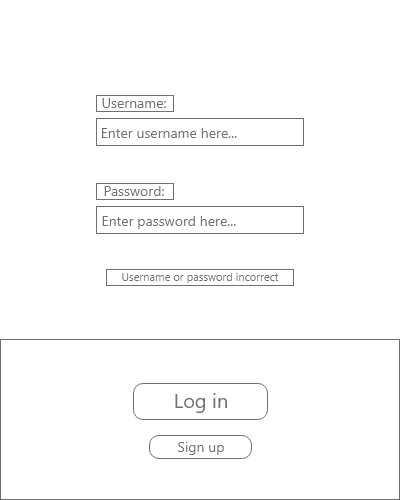 Username:
Enter username here...
Password:
Enter password here...
Username or password incorrect
Log in
Sign up